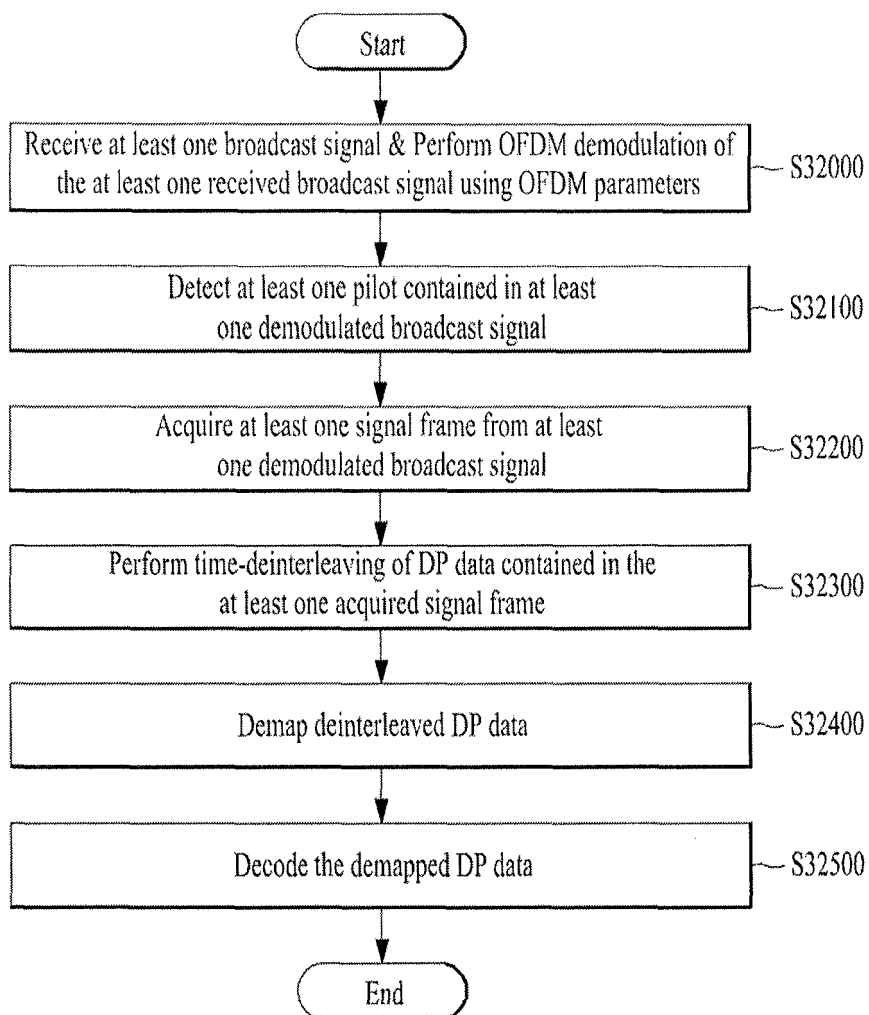 Start
Receive at least one broadcast signal & Perform OFDM demodulation of
the at least one received broadcast signal using OFDM parameters
S32000
Detect at least one pilot contained in at least
one demodulated broadcast signal
S32100
Acquire at least one signal frame from at least
one demodulated broadcast signal
S32200
Perform time-deinterleaving of DP data contained in the
at least one acquired signal frame
S32300
Demap deinterleaved DP data
S32400
Decode the demapped DP data
S32500
End